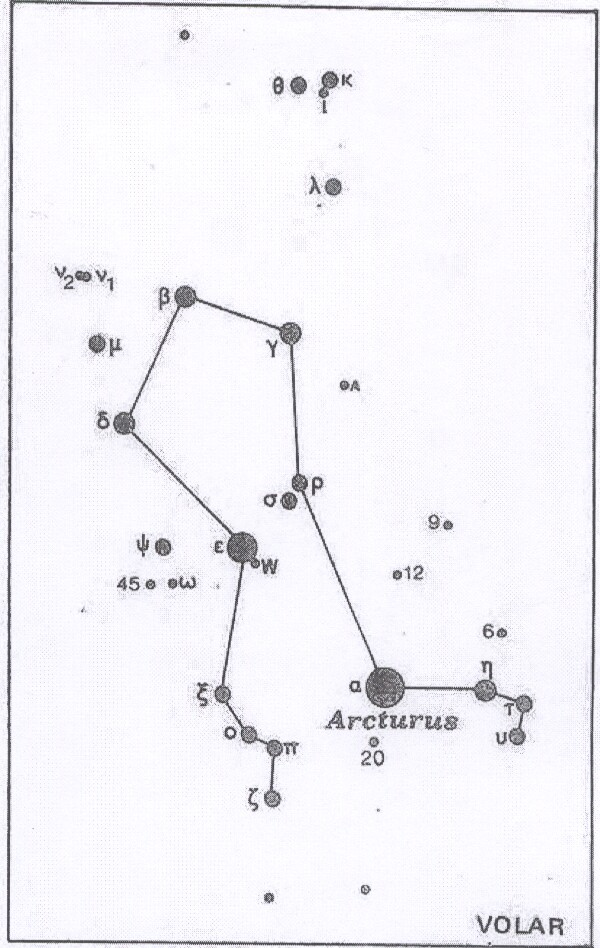 θ κ
ι
λ
ν2 ν1
β
μ γ
A
δ
ρ
σ
9
ψ ε
W
12
45 ω
6
η
ξ α
τ
Arcturus
ο υ
π 20
ζ
VOLAR